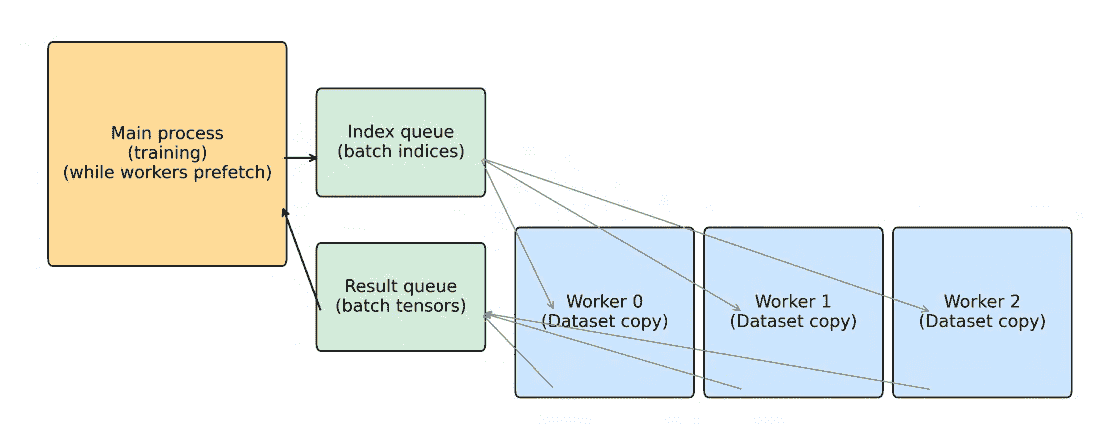 Main process
(training)
(while workers prefetch)
Index queue
(batch indices)
Result queue
(batch tensors)
Worker 0
(Dataset copy)
Worker 1
(Dataset copy)
Worker 2
(Dataset copy)